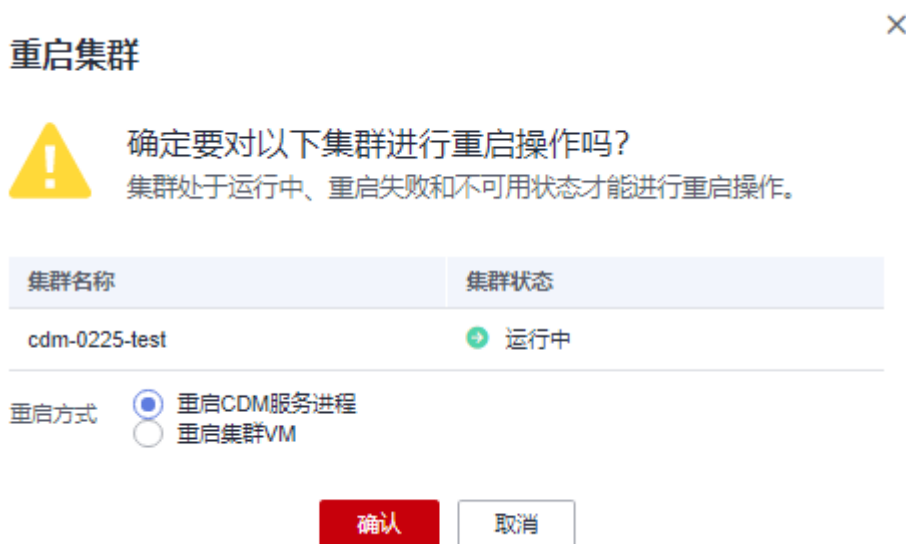 重启集群
确定要对以下集群进行重启操作吗?
集群处于运行中、重启失败和不可用状态才能进行重启操作。
集群名称 集群状态
cdm-0225-test 运行中
重启方式 重启CDM服务进程
重启集群VM
确认 取消